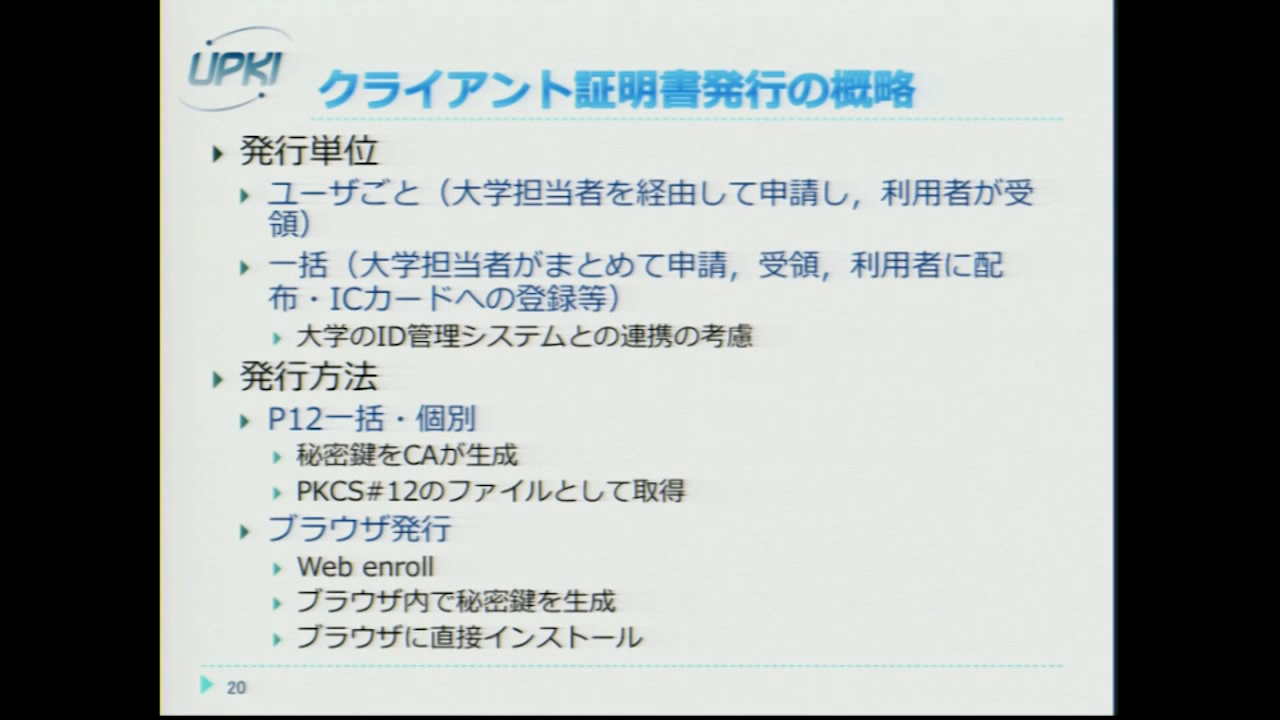 UPKI
クライアント証明書発行の概略
発行単位
ユーザごと（大学担当者を経由して申請し，利用者が受
領）
一括（大学担当者がまとめて申請，受領，利用者に配
布・ICカードへの登録等）
大学のID管理システムとの連携の考慮
発行方法
P12一括・個別
秘密鍵をCAが生成
PKCS#12のファイルとして取得
ブラウザ発行
Web enroll
ブラウザ内で秘密鍵を生成
ブラウザに直接インストール
20